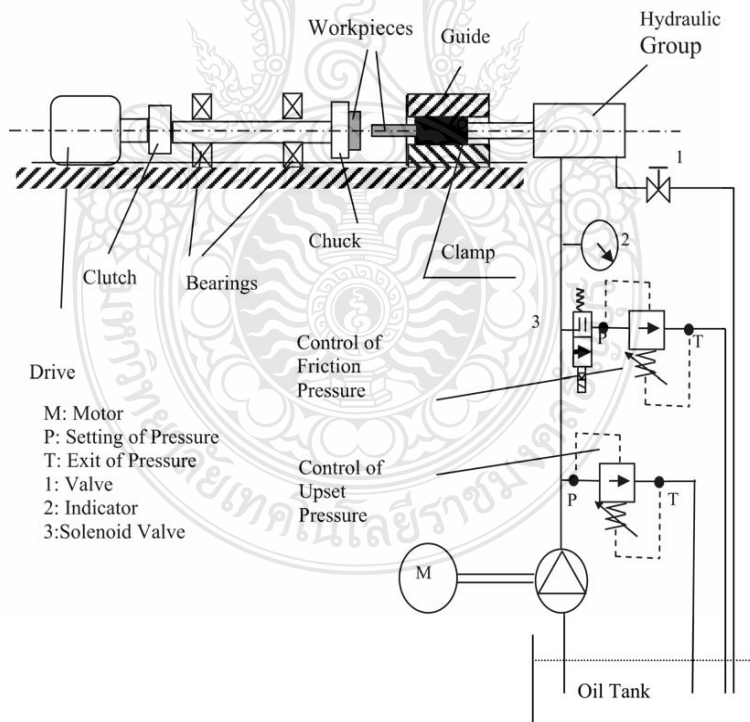 Hydraulic
Group
Workpieces
Guide
1
Chuck
Clamp
2
Clutch
Bearings
3
P
T
Control of
Friction
Pressure
Drive
M: Motor
P: Setting of Pressure
T: Exit of Pressure
1: Valve
2: Indicator
3:Solenoid Valve
Control of
Upset
Pressure
P
T
M
Oil Tank